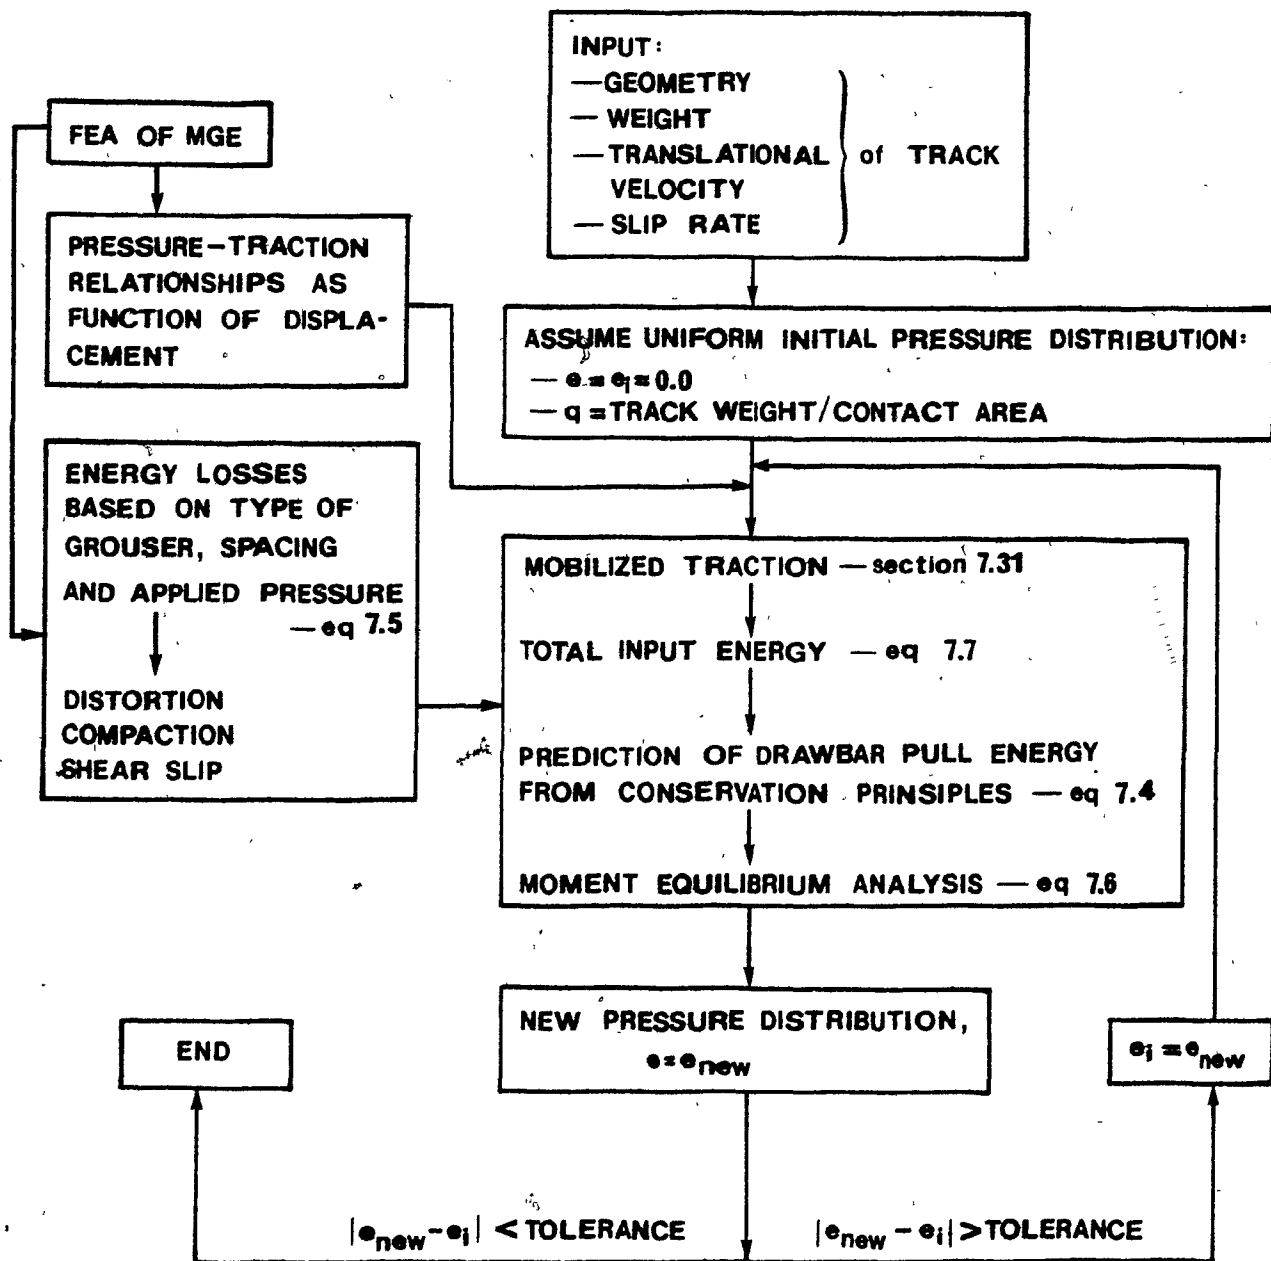 INPUT:
—GEOMETRY
— WEIGHT
—TRANSLATIONAL
VELOCITY
— SLIP RATE
of TRACK
FEA OF MGE
PRESSURE-TRACTION
RELATIONSHIPS AS
FUNCTION OF DISPLA-
CEMENT
ASSUME UNIFORM INITIAL PRESSURE DISTRIBUTION:
— e = ei = 0.0
— q = TRACK WEIGHT/CONTACT AREA
ENERGY LOSSES
BASED ON TYPE OF
GROUSER, SPACING
AND APPLIED PRESSURE
— eq 7.5
DISTORTION
COMPACTION
SHEAR SLIP
MOBILIZED TRACTION — section 7.31
TOTAL INPUT ENERGY — eq 7.7
PREDICTION OF DRAWBAR PULL ENERGY
FROM CONSERVATION PRINSIPLES — eq 7.4
MOMENT EQUILIBRIUM ANALYSIS — eq 7.6
NEW PRESSURE DISTRIBUTION,
e = enew
END
ei = enew
|enew - ei| < TOLERANCE
|enew - ei| > TOLERANCE